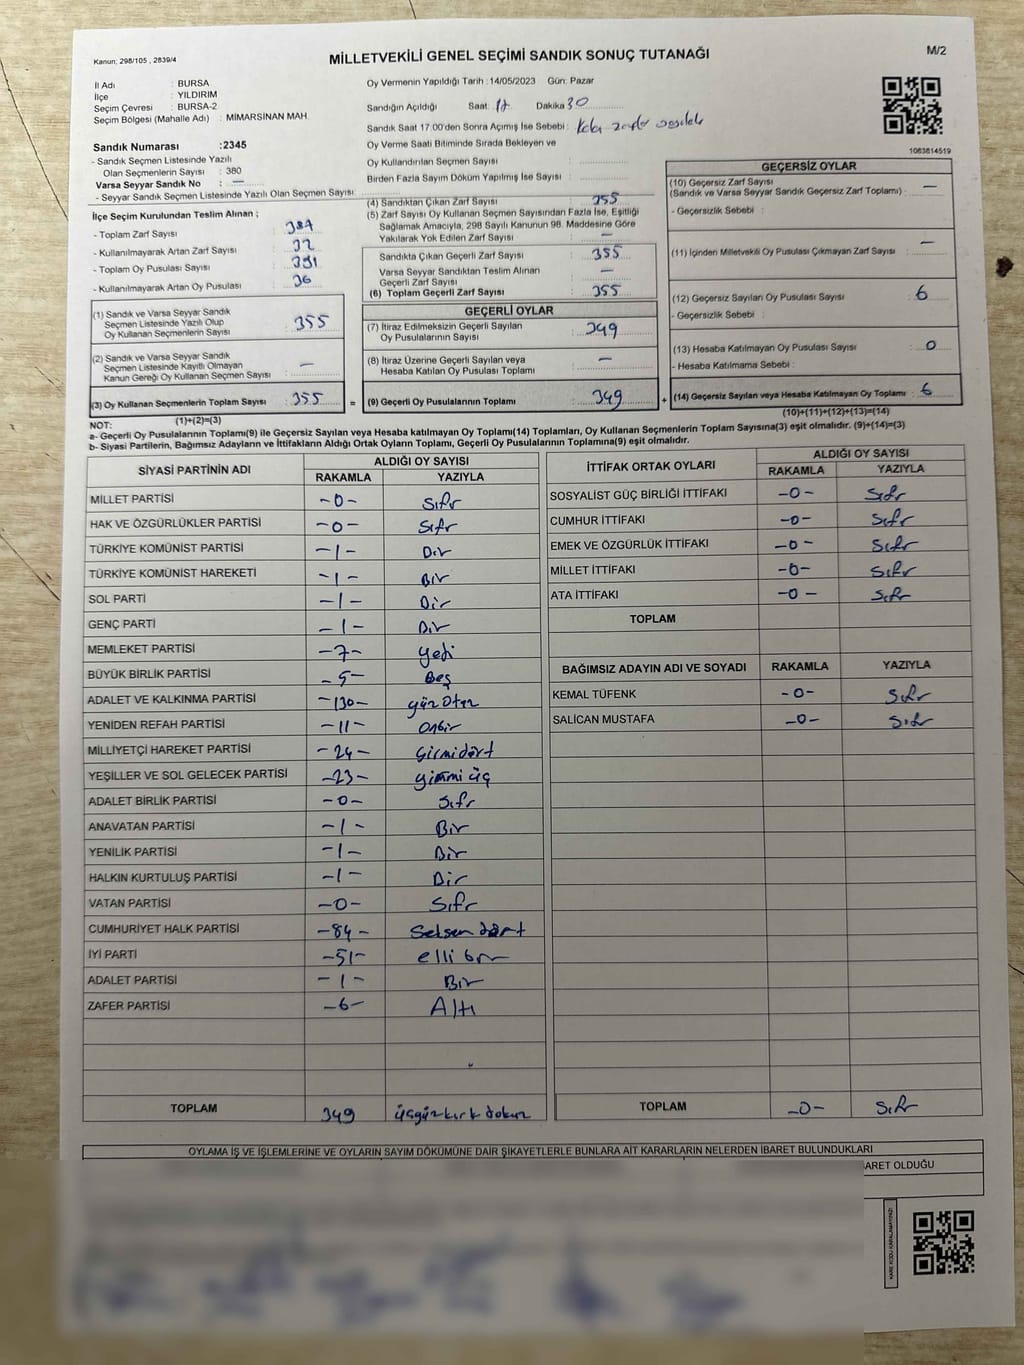 Kanun; 298/105 , 2839/4
MİLLETVEKİLİ GENEL SEÇİMİ SANDIK SONUÇ TUTANAĞI
M/2
İl Adı : BURSA
İlçe : YILDIRIM
Seçim Çevresi : BURSA-2
Seçim Bölgesi (Mahalle Adı) : MİMARSİNAN MAH.
Sandık Numarası :2345
- Sandık Seçmen Listesinde Yazılı
Olan Seçmenlerin Sayısı : 380
Varsa Seyyar Sandık No : —
- Seyyar Sandık Seçmen Listesinde Yazılı Olan Seçmen Sayısı:
Oy Vermenin Yapıldığı Tarih :14/05/2023 Gün: Pazar
Sandığın Açıldığı Saat: 17 Dakika 30
Sandık Saat 17:00'den Sonra Açımış İse Sebebi :
Oy Verme Saati Bitiminde Sırada Bekleyen ve
Oy Kullandırılan Seçmen Sayısı :
Birden Fazla Sayım Döküm Yapılmış İse Sayısı :
1063814519
İlçe Seçim Kurulundan Teslim Alınan ;
- Toplam Zarf Sayısı :
- Kullanılmayarak Artan Zarf Sayısı :
- Toplam Oy Pusulası Sayısı : 391
- Kullanılmayarak Artan Oy Pusulası : 36
(1) Sandık ve Varsa Seyyar Sandık
Seçmen Listesinde Yazılı Olup
Oy Kullanan Seçmenlerin Sayısı : 355
(2) Sandık ve Varsa Seyyar Sandık
Seçmen Listesinde Kayıtlı Olmayan
Kanun Gereği Oy Kullanan Seçmen Sayısı : —
(3) Oy Kullanan Seçmenlerin Toplam Sayısı : 355 =
(1)+(2)=(3)
(4) Sandıktan Çıkan Zarf Sayısı : 355
(5) Zarf Sayısı Oy Kullanan Seçmen Sayısından Fazla İse, Eşitliği
Sağlamak Amacıyla, 298 Sayılı Kanunun 98. Maddesine Göre
Yakılarak Yok Edilen Zarf Sayısı : —
Sandıkta Çıkan Geçerli Zarf Sayısı : 355
Varsa Seyyar Sandıktan Teslim Alınan
Geçerli Zarf Sayısı : —
(6) Toplam Geçerli Zarf Sayısı : 355
GEÇERLİ OYLAR
(7) İtiraz Edilmeksizin Geçerli Sayılan
Oy Pusulalarının Sayısı : 349
(8) İtiraz Üzerine Geçerli Sayılan veya
Hesaba Katılan Oy Pusulası Toplamı : —
(9) Geçerli Oy Pusulalarının Toplamı : 349 +
GEÇERSİZ OYLAR
(10) Geçersiz Zarf Sayısı
(Sandık ve Varsa Seyyar Sandık Geçersiz Zarf Toplamı) : —
- Geçersizlik Sebebi :
(11) İçinden Milletvekili Oy Pusulası Çıkmayan Zarf Sayısı : —
(12) Geçersiz Sayılan Oy Pusulası Sayısı : 6
- Geçersizlik Sebebi :
(13) Hesaba Katılmayan Oy Pusulası Sayısı : 0
- Hesaba Katılmama Sebebi :
(14) Geçersiz Sayılan veya Hesaba Katılmayan Oy Toplamı : 6
(10)+(11)+(12)+(13)=(14)
NOT:
a- Geçerli Oy Pusulalarının Toplamı(9) ile Geçersiz Sayılan veya Hesaba katılmayan Oy Toplamı(14) Toplamları, Oy Kullanan Seçmenlerin Toplam Sayısına(3) eşit olmalıdır. (9)+(14)=(3)
b- Siyasi Partilerin, Bağımsız Adayların ve İttifakların Aldığı Ortak Oyların Toplamı, Geçerli Oy Pusulalarının Toplamına(9) eşit olmalıdır.
SİYASİ PARTİNİN ADI ALDIĞI OY SAYISI
RAKAMLA YAZIYLA
MİLLET PARTİSİ -0- Sıfır
HAK VE ÖZGÜRLÜKLER PARTİSİ -0- Sıfır
TÜRKİYE KOMÜNİST PARTİSİ -1- Bir
TÜRKİYE KOMÜNİST HAREKETİ -1- Bir
SOL PARTİ -1- Bir
GENÇ PARTİ -1- Bir
MEMLEKET PARTİSİ -7- yedi
BÜYÜK BİRLİK PARTİSİ -5- Beş
ADALET VE KALKINMA PARTİSİ -130- yüz otuz
YENİDEN REFAH PARTİSİ -11- onbir
MİLLİYETÇİ HAREKET PARTİSİ -24- yirmidört
YEŞİLLER VE SOL GELECEK PARTİSİ -23- yirmi üç
ADALET BİRLİK PARTİSİ -0- Sıfır
ANAVATAN PARTİSİ -1- Bir
YENİLİK PARTİSİ -1- Bir
HALKIN KURTULUŞ PARTİSİ -1- Bir
VATAN PARTİSİ -0- Sıfır
CUMHURİYET HALK PARTİSİ -84- Seksen dört
İYİ PARTİ -51- elli bir
ADALET PARTİSİ -1- Bir
ZAFER PARTİSİ -6- Altı
TOPLAM 349 üçyüzkırk dokuz
İTTİFAK ORTAK OYLARI ALDIĞI OY SAYISI
RAKAMLA YAZIYLA
SOSYALİST GÜÇ BİRLİĞİ İTTİFAKI -0- Sıfır
CUMHUR İTTİFAKI -0- Sıfır
EMEK VE ÖZGÜRLÜK İTTİFAKI -0- Sıfır
MİLLET İTTİFAKI -0- Sıfır
ATA İTTİFAKI -0- Sıfır
TOPLAM
BAĞIMSIZ ADAYIN ADI VE SOYADI RAKAMLA YAZIYLA
KEMAL TÜFENK -0- Sıfır
SALİCAN MUSTAFA -0- Sıfır
TOPLAM -0- Sıfır
OYLAMA İŞ VE İŞLEMLERİNE VE OYLARIN SAYIM DÖKÜMÜNE DAİR ŞİKAYETLERLE BUNLARA AİT KARARLARIN NELERDEN İBARET BULUNDUKLARI
ARET OLDUĞU
KARE KODU KARALAMAYINIZ!